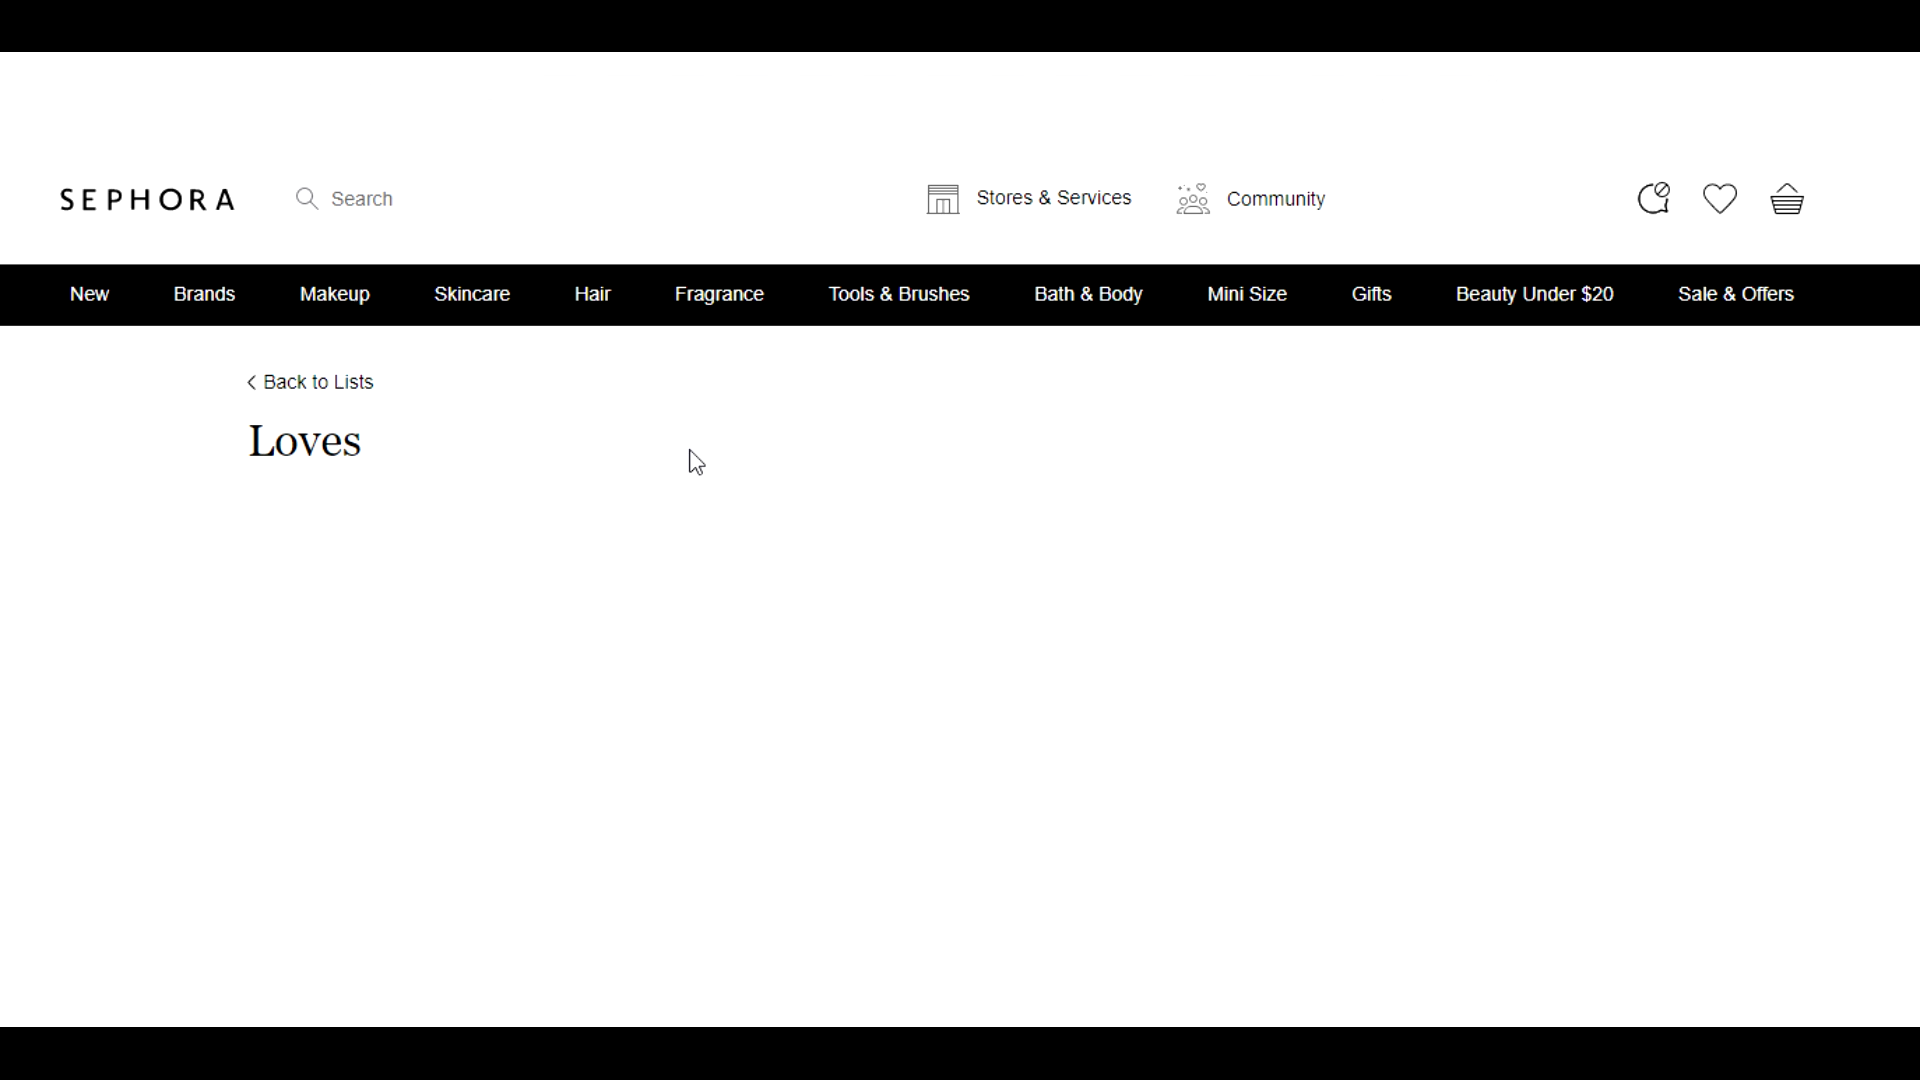 SEPHORA
Search
Stores & Services
Community
New
Brands
Makeup
Skincare
Hair
Fragrance
Tools & Brushes
Bath & Body
Mini Size
Gifts
Beauty Under $20
Sale & Offers
Back to Lists
Loves